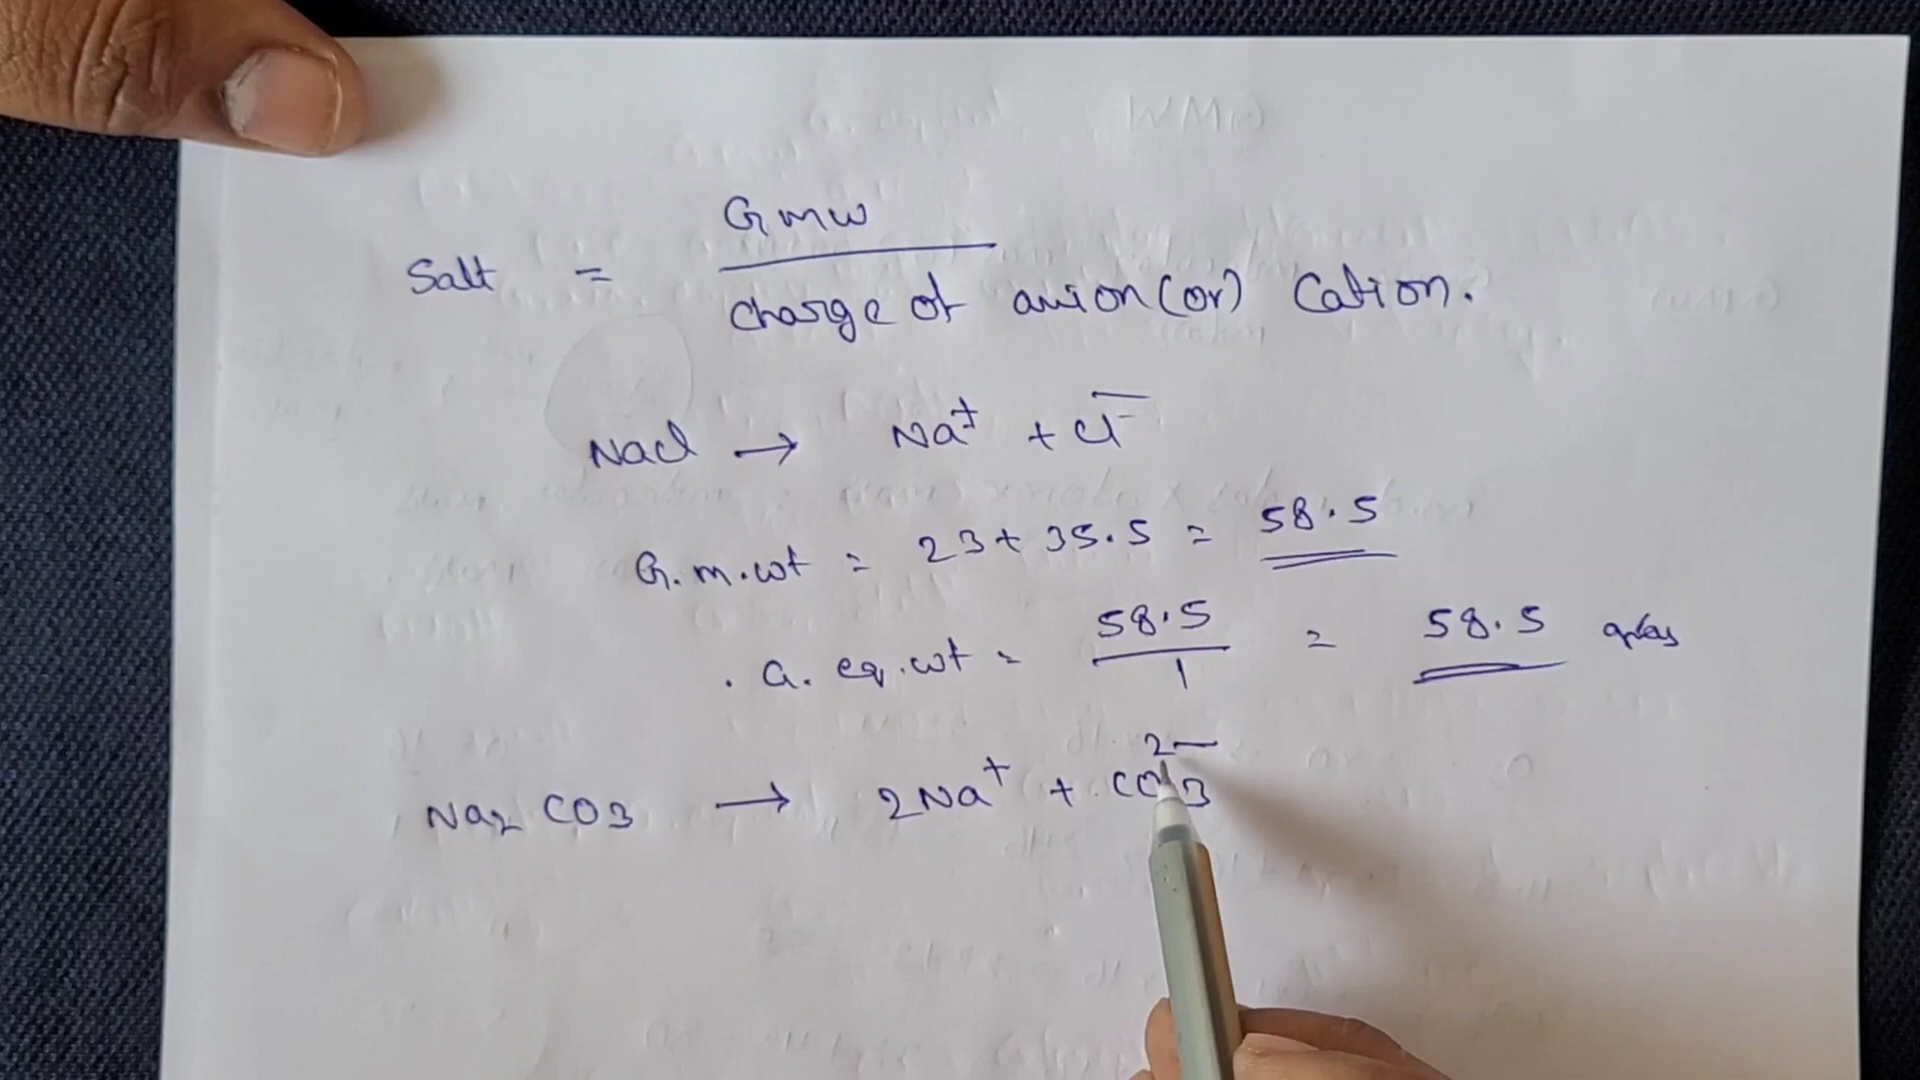 GMW
Salt = 
charge of anion (or) Cation.
NaCl → Na+ + Cl-
G.m.wt = 23 + 35.5 = 58.5
. G. eq.wt = 58.5 / 1 = 58.5
Na2 CO3 → 2Na+ + CO3 2-